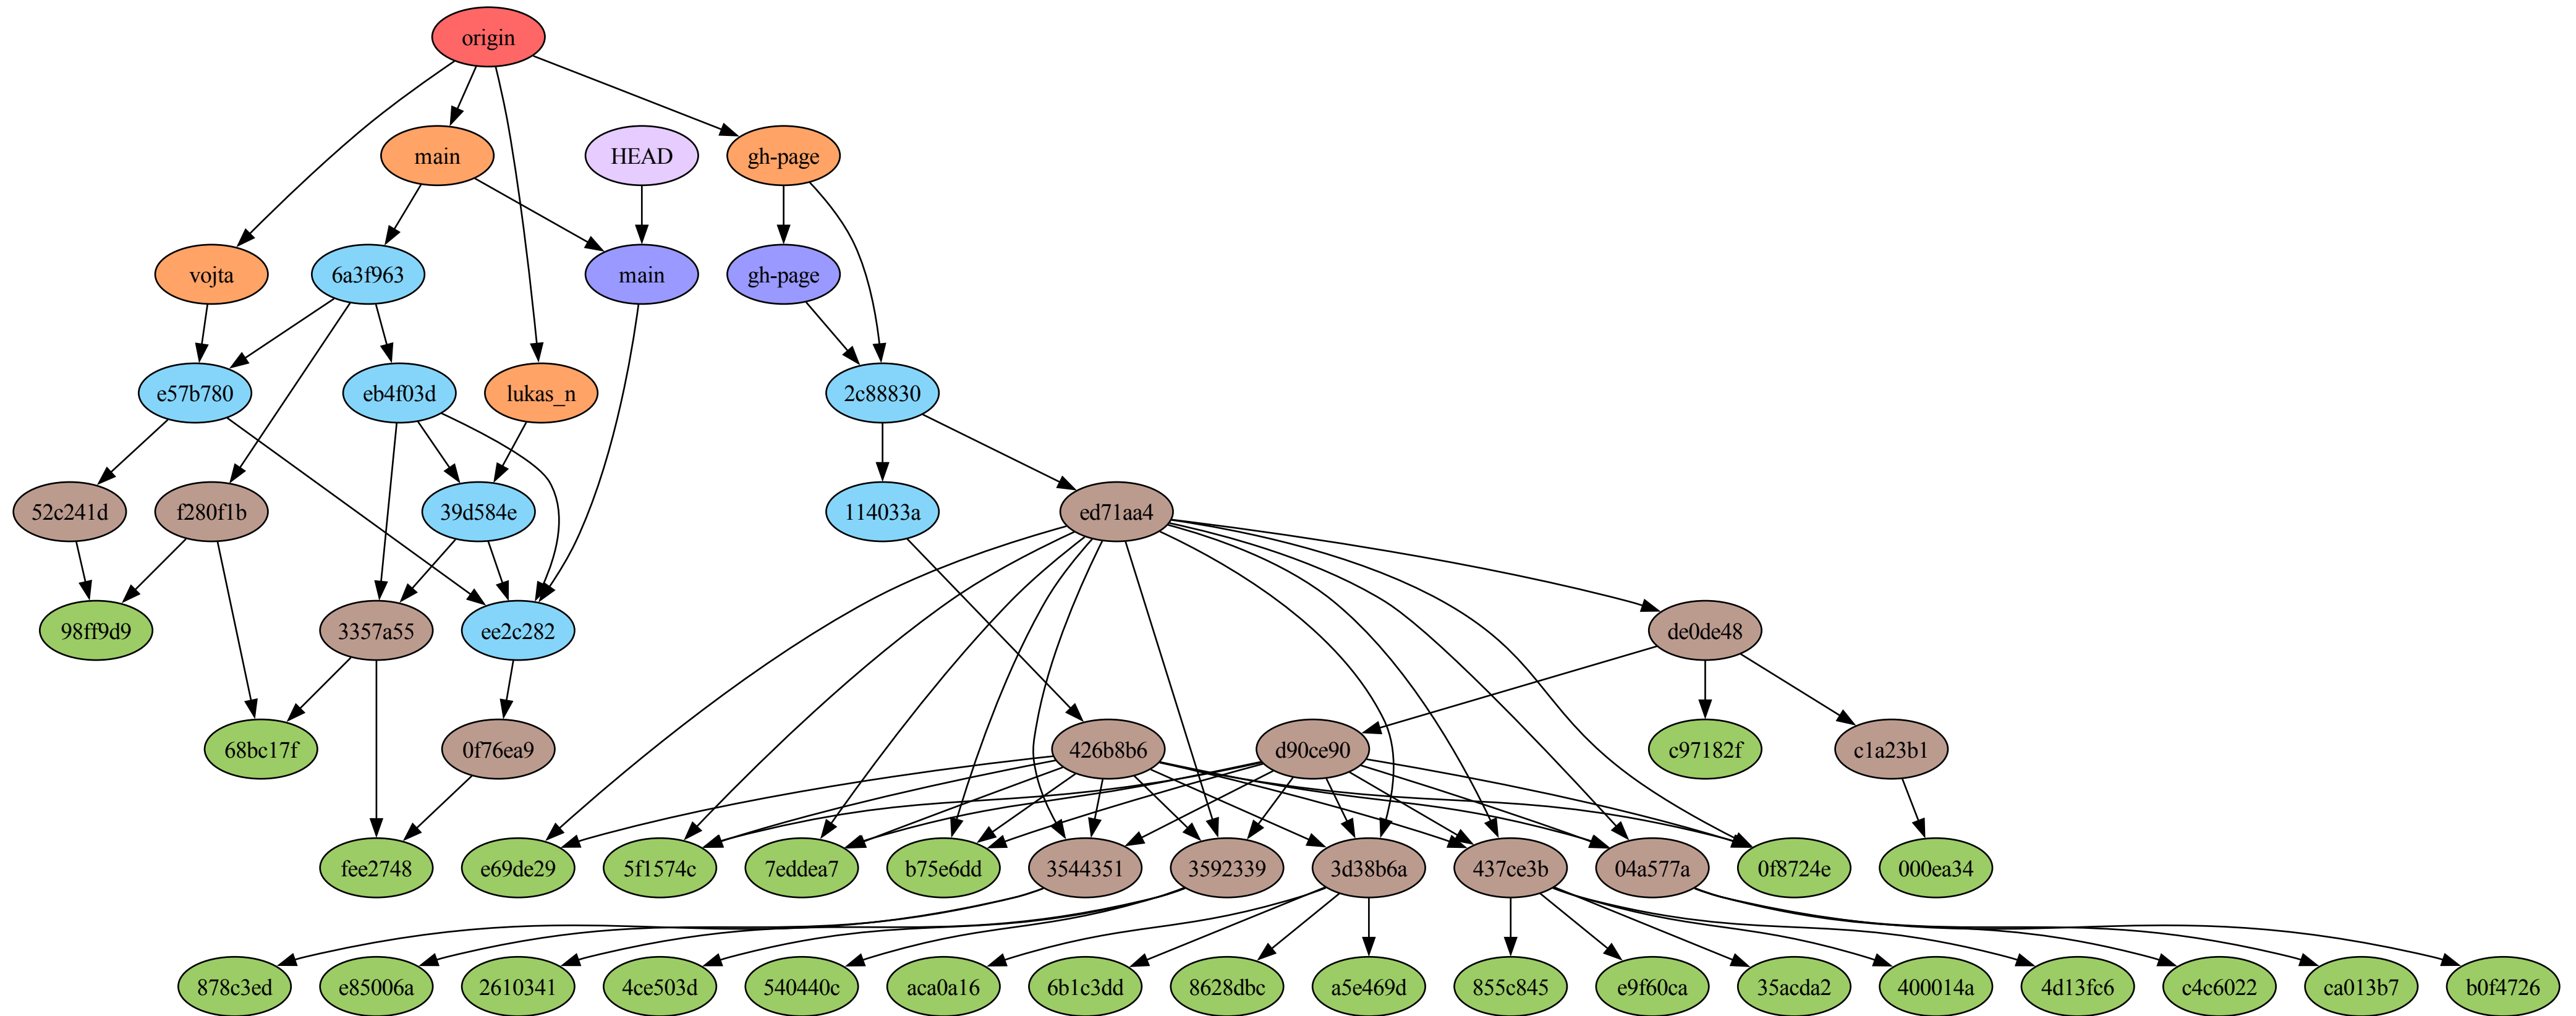 origin
main
HEAD
gh-page
vojta
6a3f963
main
gh-page
e57b780
eb4f03d
lukas_n
2c88830
52c241d
f280f1b
39d584e
114033a
ed71aa4
98ff9d9
3357a55
ee2c282
de0de48
68bc17f
0f76ea9
426b8b6
d90ce90
c97182f
c1a23b1
fee2748
e69de29
5f1574c
7eddea7
b75e6dd
3544351
3592339
3d38b6a
437ce3b
04a577a
0f8724e
000ea34
878c3ed
e85006a
2610341
4ce503d
540440c
aca0a16
6b1c3dd
8628dbc
a5e469d
855c845
e9f60ca
35acda2
400014a
4d13fc6
c4c6022
ca013b7
b0f4726